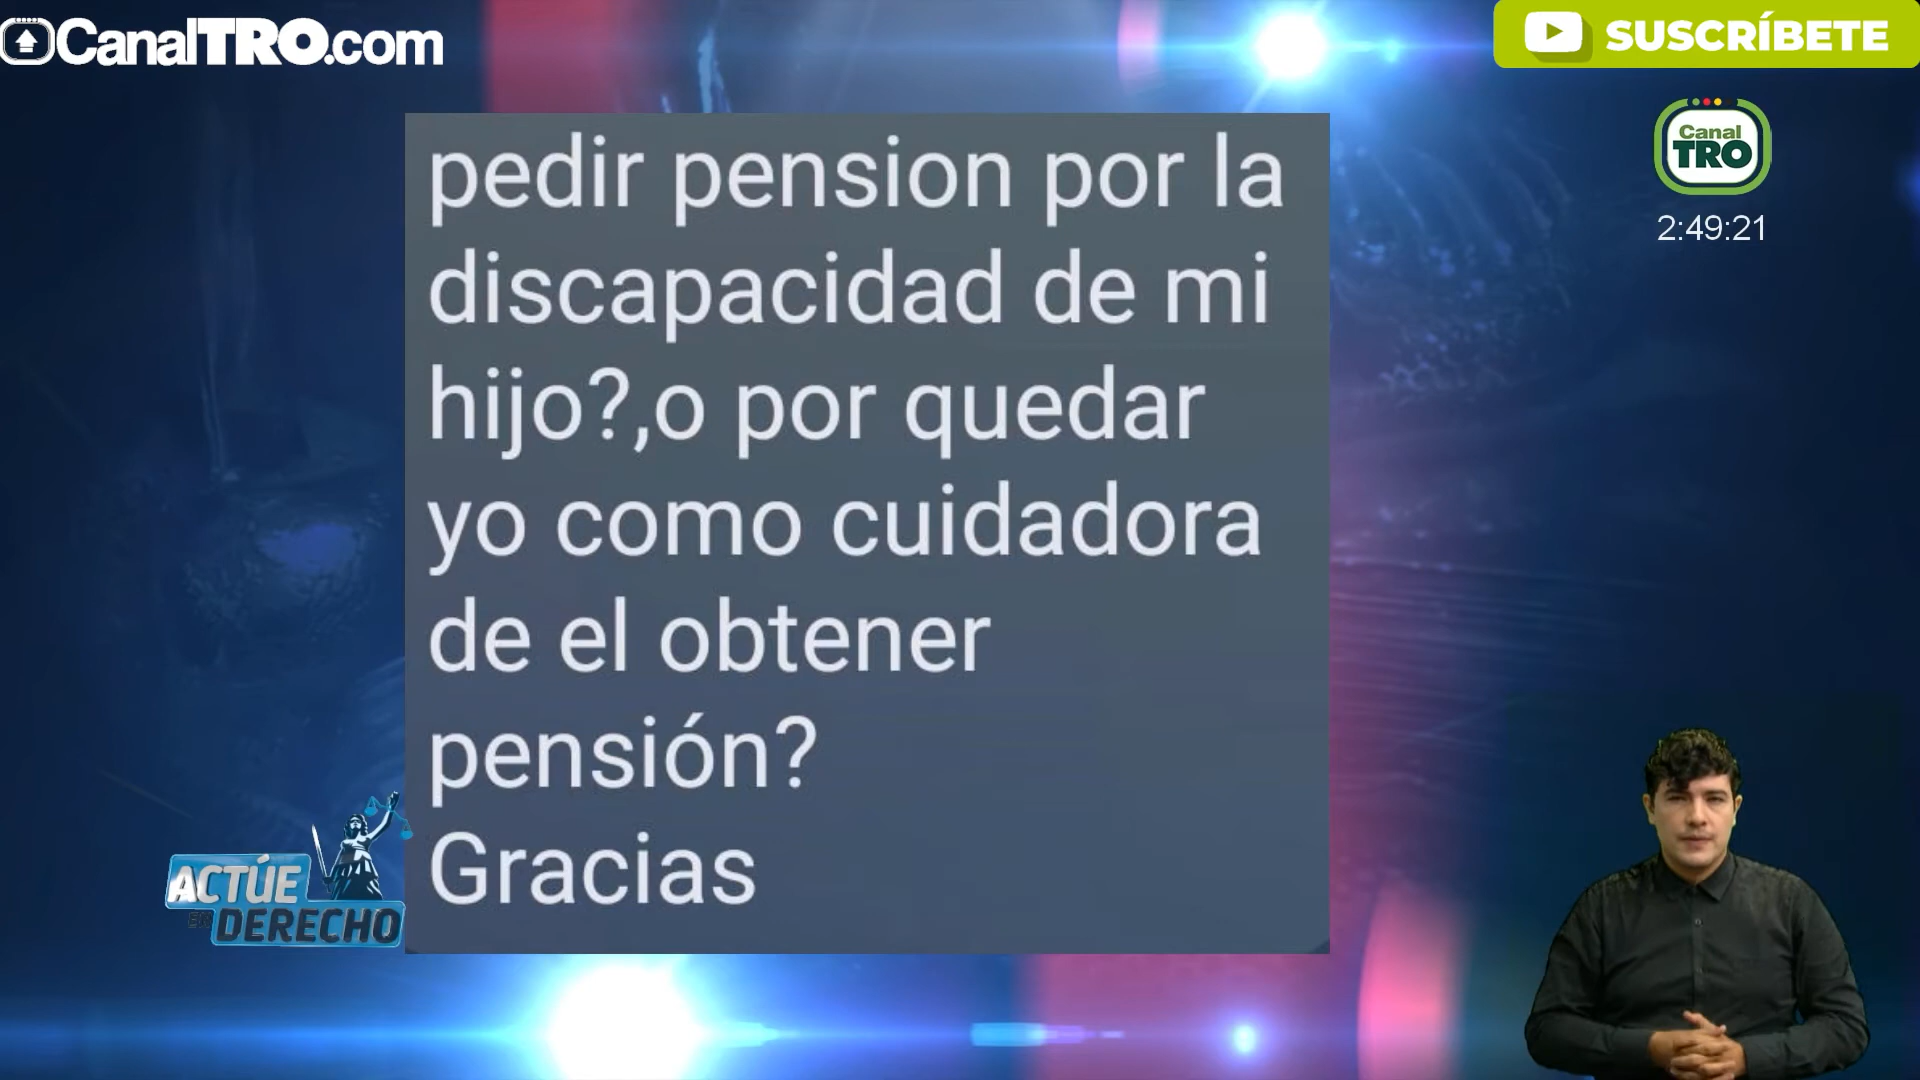 CanalTRO.com
SUSCRÍBETE
Canal
TRO
2:49:21
pedir pension por la
discapacidad de mi
hijo?,o por quedar
yo como cuidadora
de el obtener
pensión?
Gracias
ACTÚE
EN DERECHO